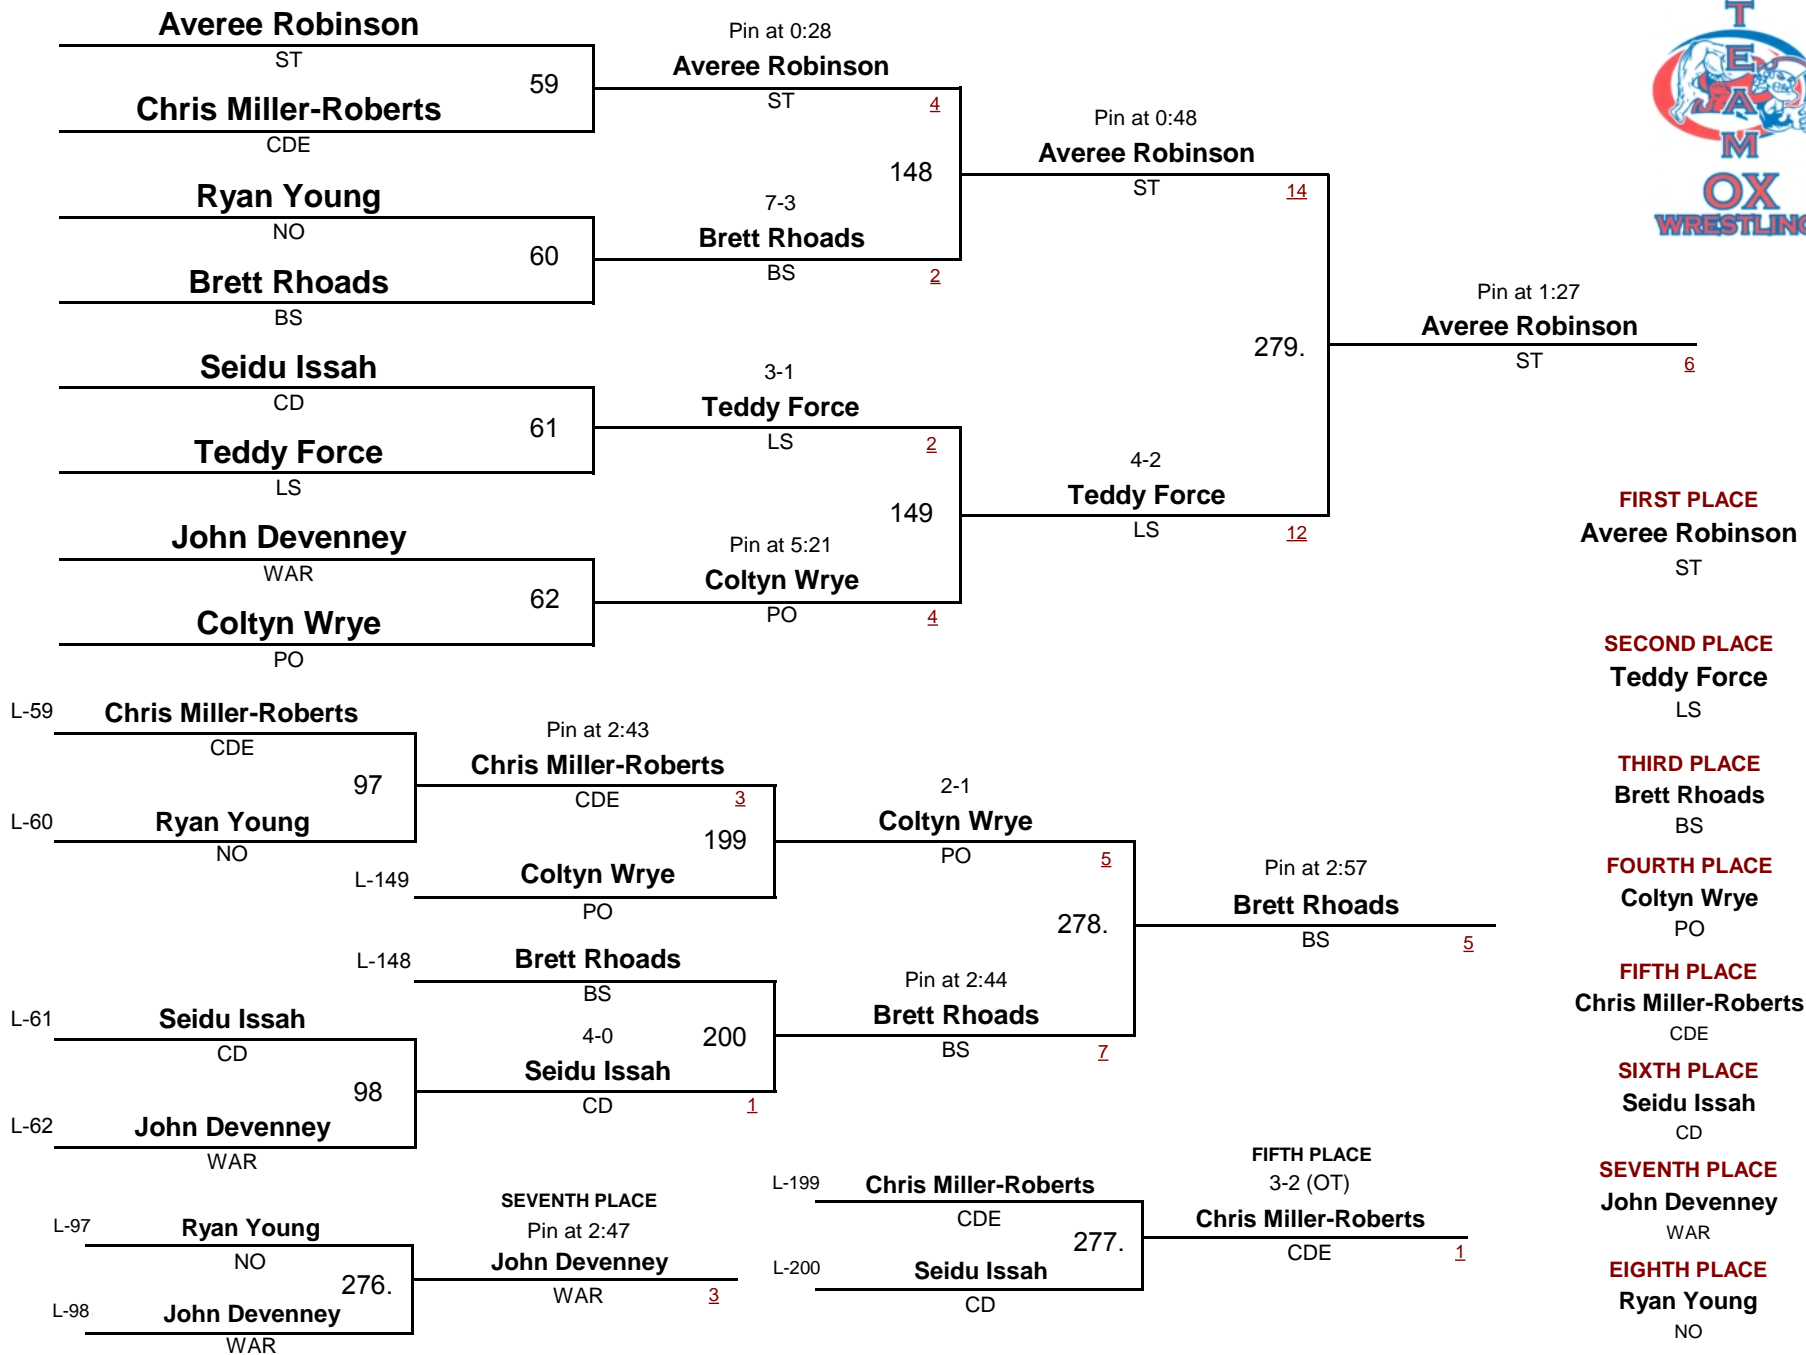 TEAM
OX
WRESTLING
Averee Robinson
ST
59
Chris Miller-Roberts
CDE
Ryan Young
NO
60
Brett Rhoads
BS
Seidu Issah
CD
61
Teddy Force
LS
John Devenney
WAR
62
Coltyn Wrye
PO
Pin at 0:28
Averee Robinson
ST
4
148
7-3
Brett Rhoads
BS
2
3-1
Teddy Force
LS
2
149
Pin at 5:21
Coltyn Wrye
PO
4
Pin at 0:48
Averee Robinson
ST
14
279.
4-2
Teddy Force
LS
12
Pin at 1:27
Averee Robinson
ST
6
L-59
Chris Miller-Roberts
CDE
97
L-60
Ryan Young
NO
L-61
Seidu Issah
CD
98
L-62
John Devenney
WAR
Pin at 2:43
Chris Miller-Roberts
CDE
3
199
L-149
Coltyn Wrye
PO
L-148
Brett Rhoads
BS
200
4-0
Seidu Issah
CD
1
2-1
Coltyn Wrye
PO
5
278.
Pin at 2:44
Brett Rhoads
BS
7
Pin at 2:57
Brett Rhoads
BS
5
L-97
Ryan Young
NO
276.
L-98
John Devenney
WAR
SEVENTH PLACE
Pin at 2:47
John Devenney
WAR
3
L-199
Chris Miller-Roberts
CDE
277.
L-200
Seidu Issah
CD
FIFTH PLACE
3-2 (OT)
Chris Miller-Roberts
CDE
1
FIRST PLACE
Averee Robinson
ST
SECOND PLACE
Teddy Force
LS
THIRD PLACE
Brett Rhoads
BS
FOURTH PLACE
Coltyn Wrye
PO
FIFTH PLACE
Chris Miller-Roberts
CDE
SIXTH PLACE
Seidu Issah
CD
SEVENTH PLACE
John Devenney
WAR
EIGHTH PLACE
Ryan Young
NO